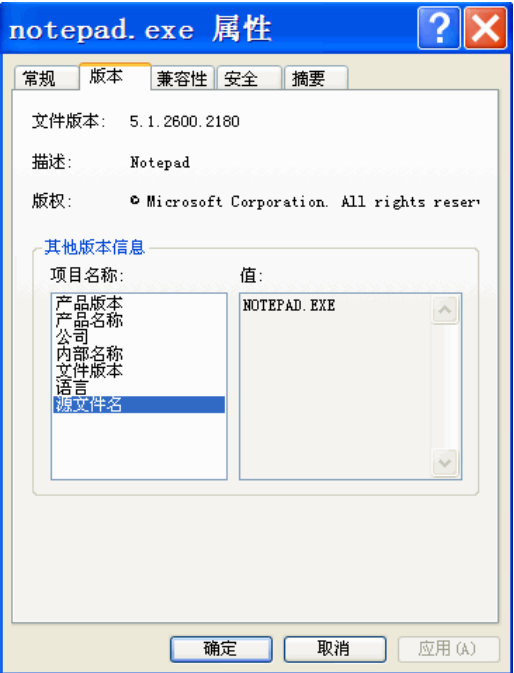 notepad.exe 属性
常规 版本 兼容性 安全 摘要
文件版本: 5.1.2600.2180
描述: Notepad
版权: © Microsoft Corporation. All rights reserv
其他版本信息
项目名称: 值:
产品版本 NOTEPAD.EXE
产品名称
公司
内部名称
文件版本
语言
源文件名
确定 取消 应用(A)